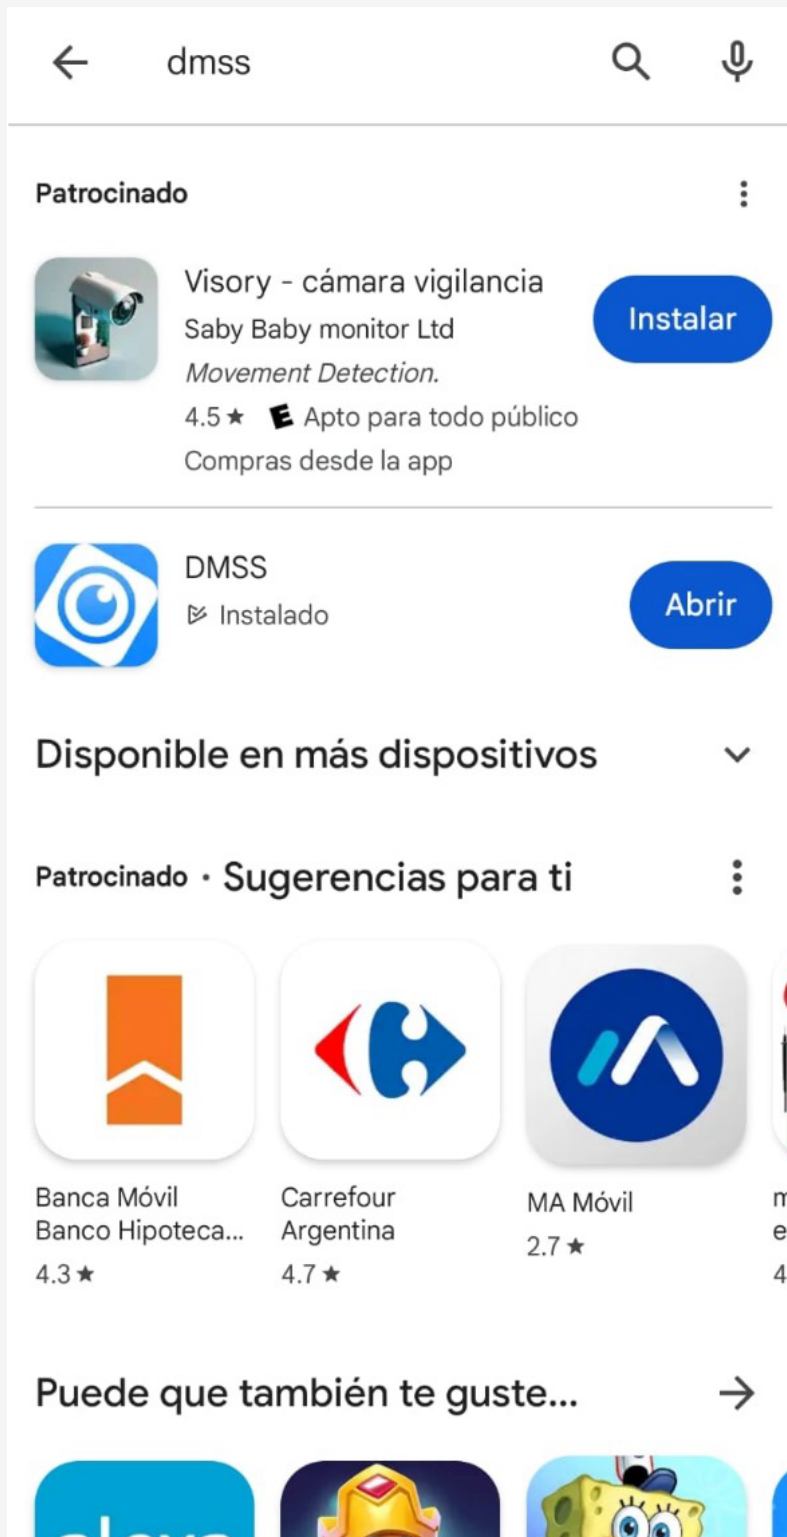 dmss
Patrocinado
Visory - cámara vigilancia
Saby Baby monitor Ltd
Instalar
Movement Detection.
4.5★ E Apto para todo público
Compras desde la app
DMSS
Instalado
Abrir
Disponible en más dispositivos
Patrocinado · Sugerencias para ti
Banca Móvil
Banco Hipoteca...
4.3★
Carrefour
Argentina
4.7★
MA Móvil
2.7★
Puede que también te guste...